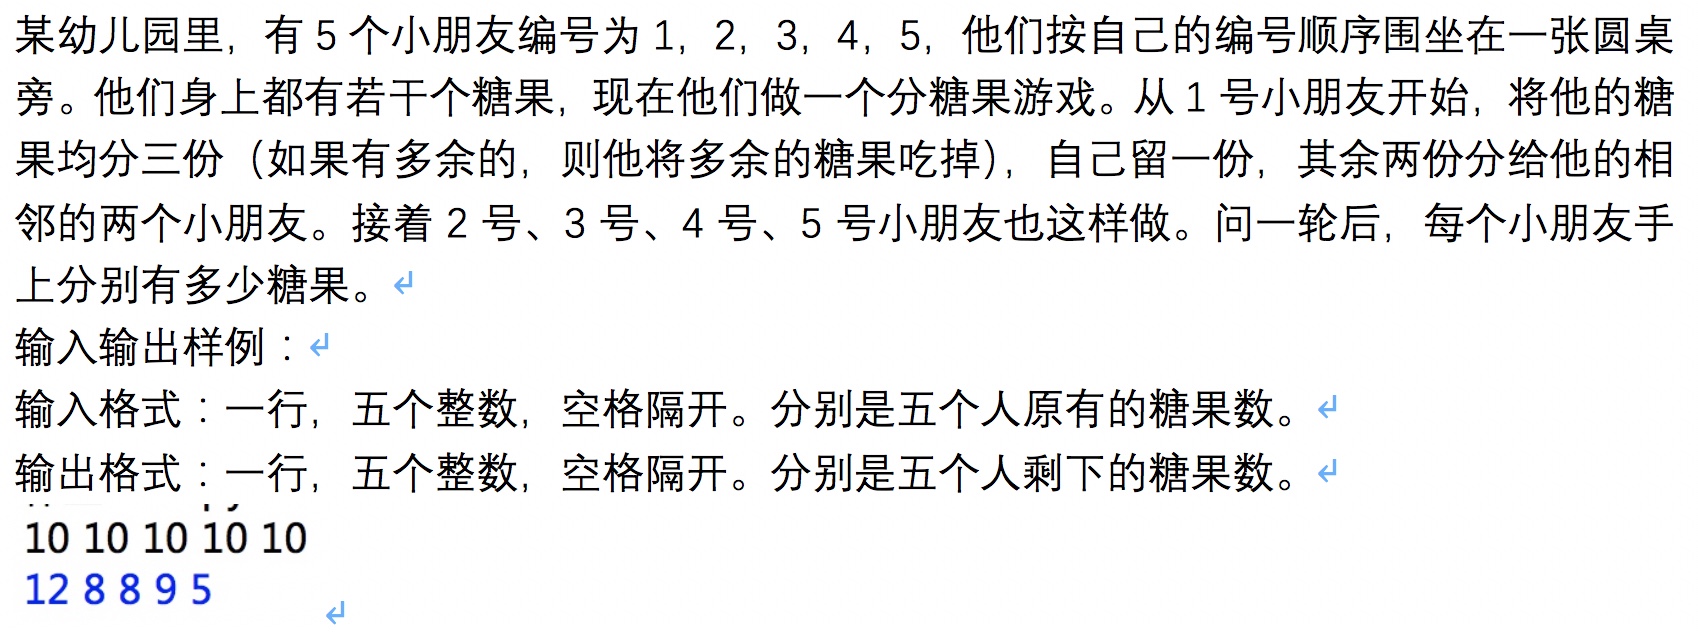 某幼儿园里，有 5 个小朋友编号为 1，2，3，4，5，他们按自己的编号顺序围坐在一张圆桌
旁。他们身上都有若干个糖果，现在他们做一个分糖果游戏。从 1 号小朋友开始，将他的糖
果均分三份（如果有多余的，则他将多余的糖果吃掉），自己留一份，其余两份分给他的相
邻的两个小朋友。接着 2 号、3 号、4 号、5 号小朋友也这样做。问一轮后，每个小朋友手
上分别有多少糖果。
输入输出样例：
输入格式：一行，五个整数，空格隔开。分别是五个人原有的糖果数。
输出格式：一行，五个整数，空格隔开。分别是五个人剩下的糖果数。
10 10 10 10 10
12 8 8 9 5